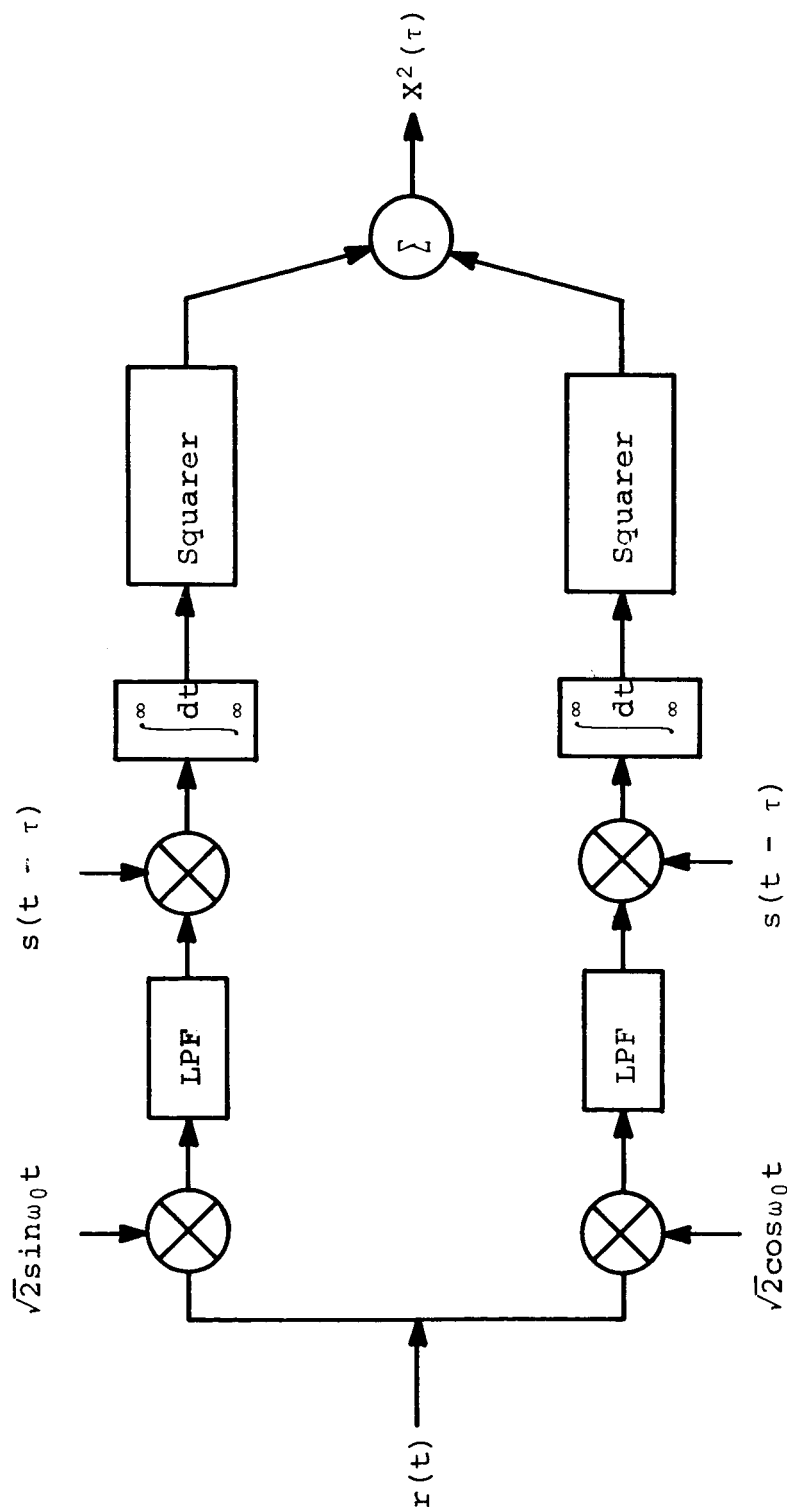 √2sinω₀t
s(t - τ)
LPF
∫
∞
∞
dt
Squarer
r(t)
Σ
X²(τ)
√2cosω₀t
s(t - τ)
LPF
∫
∞
∞
dt
Squarer